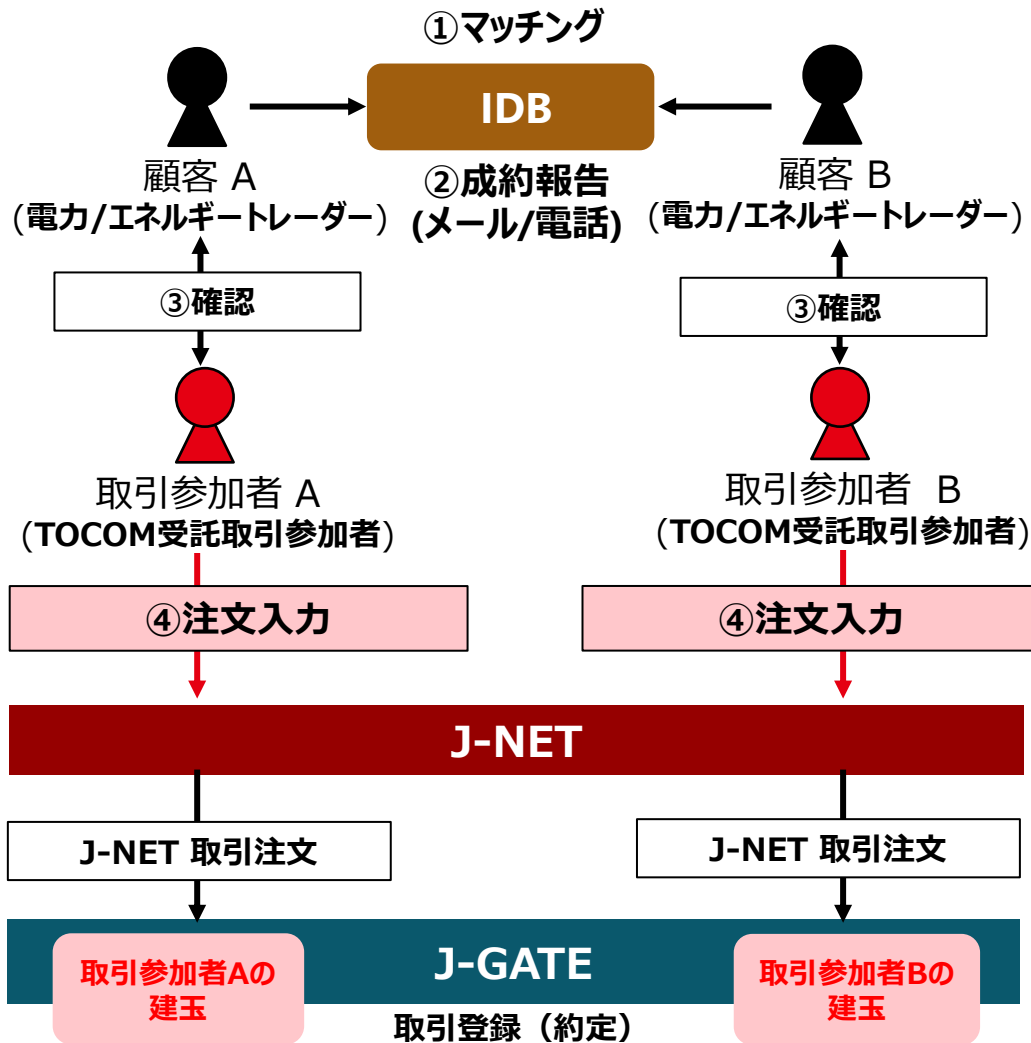 ①マッチング
IDB
顧客 A
(電力/エネルギートレーダー)
②成約報告
(メール/電話)
顧客 B
(電力/エネルギートレーダー)
③確認
③確認
取引参加者 A
(TOCOM受託取引参加者)
取引参加者 B
(TOCOM受託取引参加者)
④注文入力
④注文入力
J-NET
J-NET 取引注文
J-NET 取引注文
J-GATE
取引参加者Aの
建玉
取引参加者Bの
建玉
取引登録（約定）